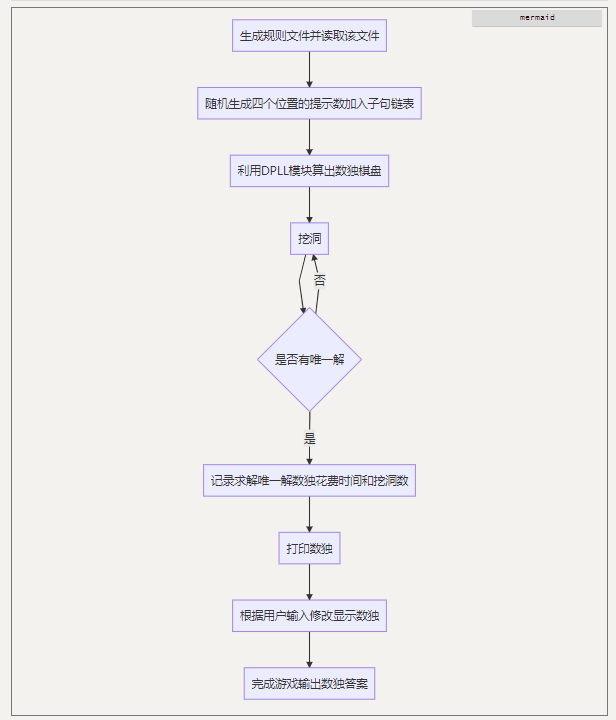 mermaid
生成规则文件并读取该文件
随机生成四个位置的提示数加入子句链表
利用DPLL模块算出数独棋盘
挖洞
否
是否有唯一解
是
记录求解唯一解数独花费时间和挖洞数
打印数独
根据用户输入修改显示数独
完成游戏输出数独答案